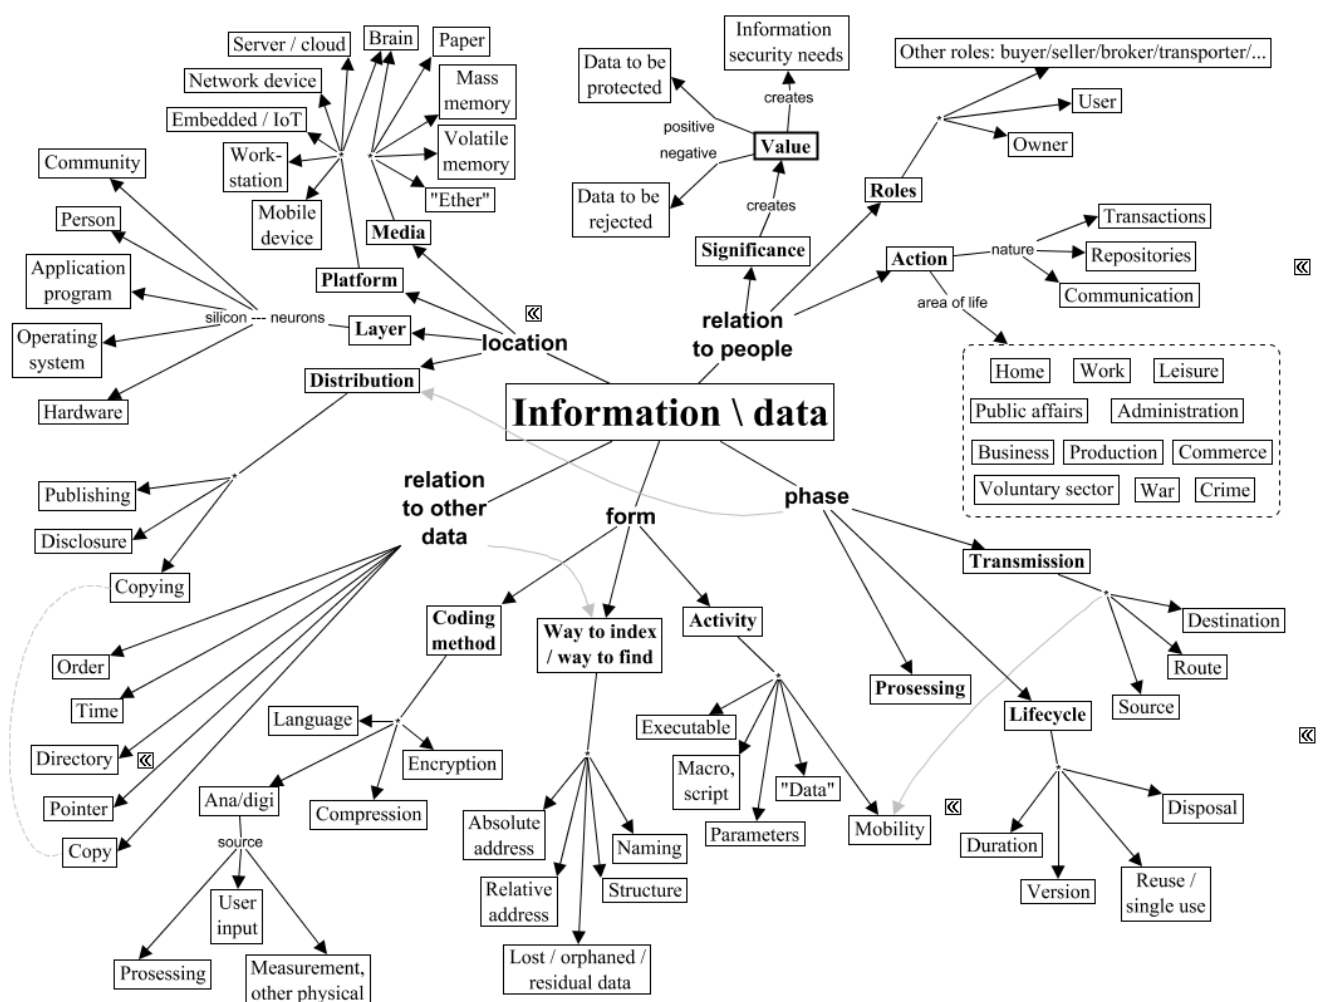 Server / cloud
Brain
Paper
Network device
Mass
memory
Embedded / IoT
Volatile
memory
Work-
station
"Ether"
Mobile
device
Media
Platform
Community
Person
Application
program
silicon --- neurons
Layer
Operating
system
Hardware
location
Distribution
Publishing
Disclosure
Copying
Information
security needs
Data to be
protected
creates
positive
negative
Value
Data to be
rejected
creates
Significance
relation
to people
Other roles: buyer/seller/broker/transporter/...
User
Owner
Roles
Action
nature
Transactions
Repositories
Communication
area of life
Home
Work
Leisure
Public affairs
Administration
Business
Production
Commerce
Voluntary sector
War
Crime
Information \ data
relation
to other
data
Order
Time
Directory
Pointer
Copy
form
Coding
method
Language
Encryption
Compression
Ana/digi
source
User
input
Prosessing
Measurement,
other physical
Way to index
/ way to find
Absolute
address
Naming
Relative
address
Structure
Lost / orphaned /
residual data
Activity
Executable
Macro,
script
"Data"
Parameters
Mobility
phase
Transmission
Destination
Route
Source
Prosessing
Lifecycle
Disposal
Duration
Version
Reuse /
single use